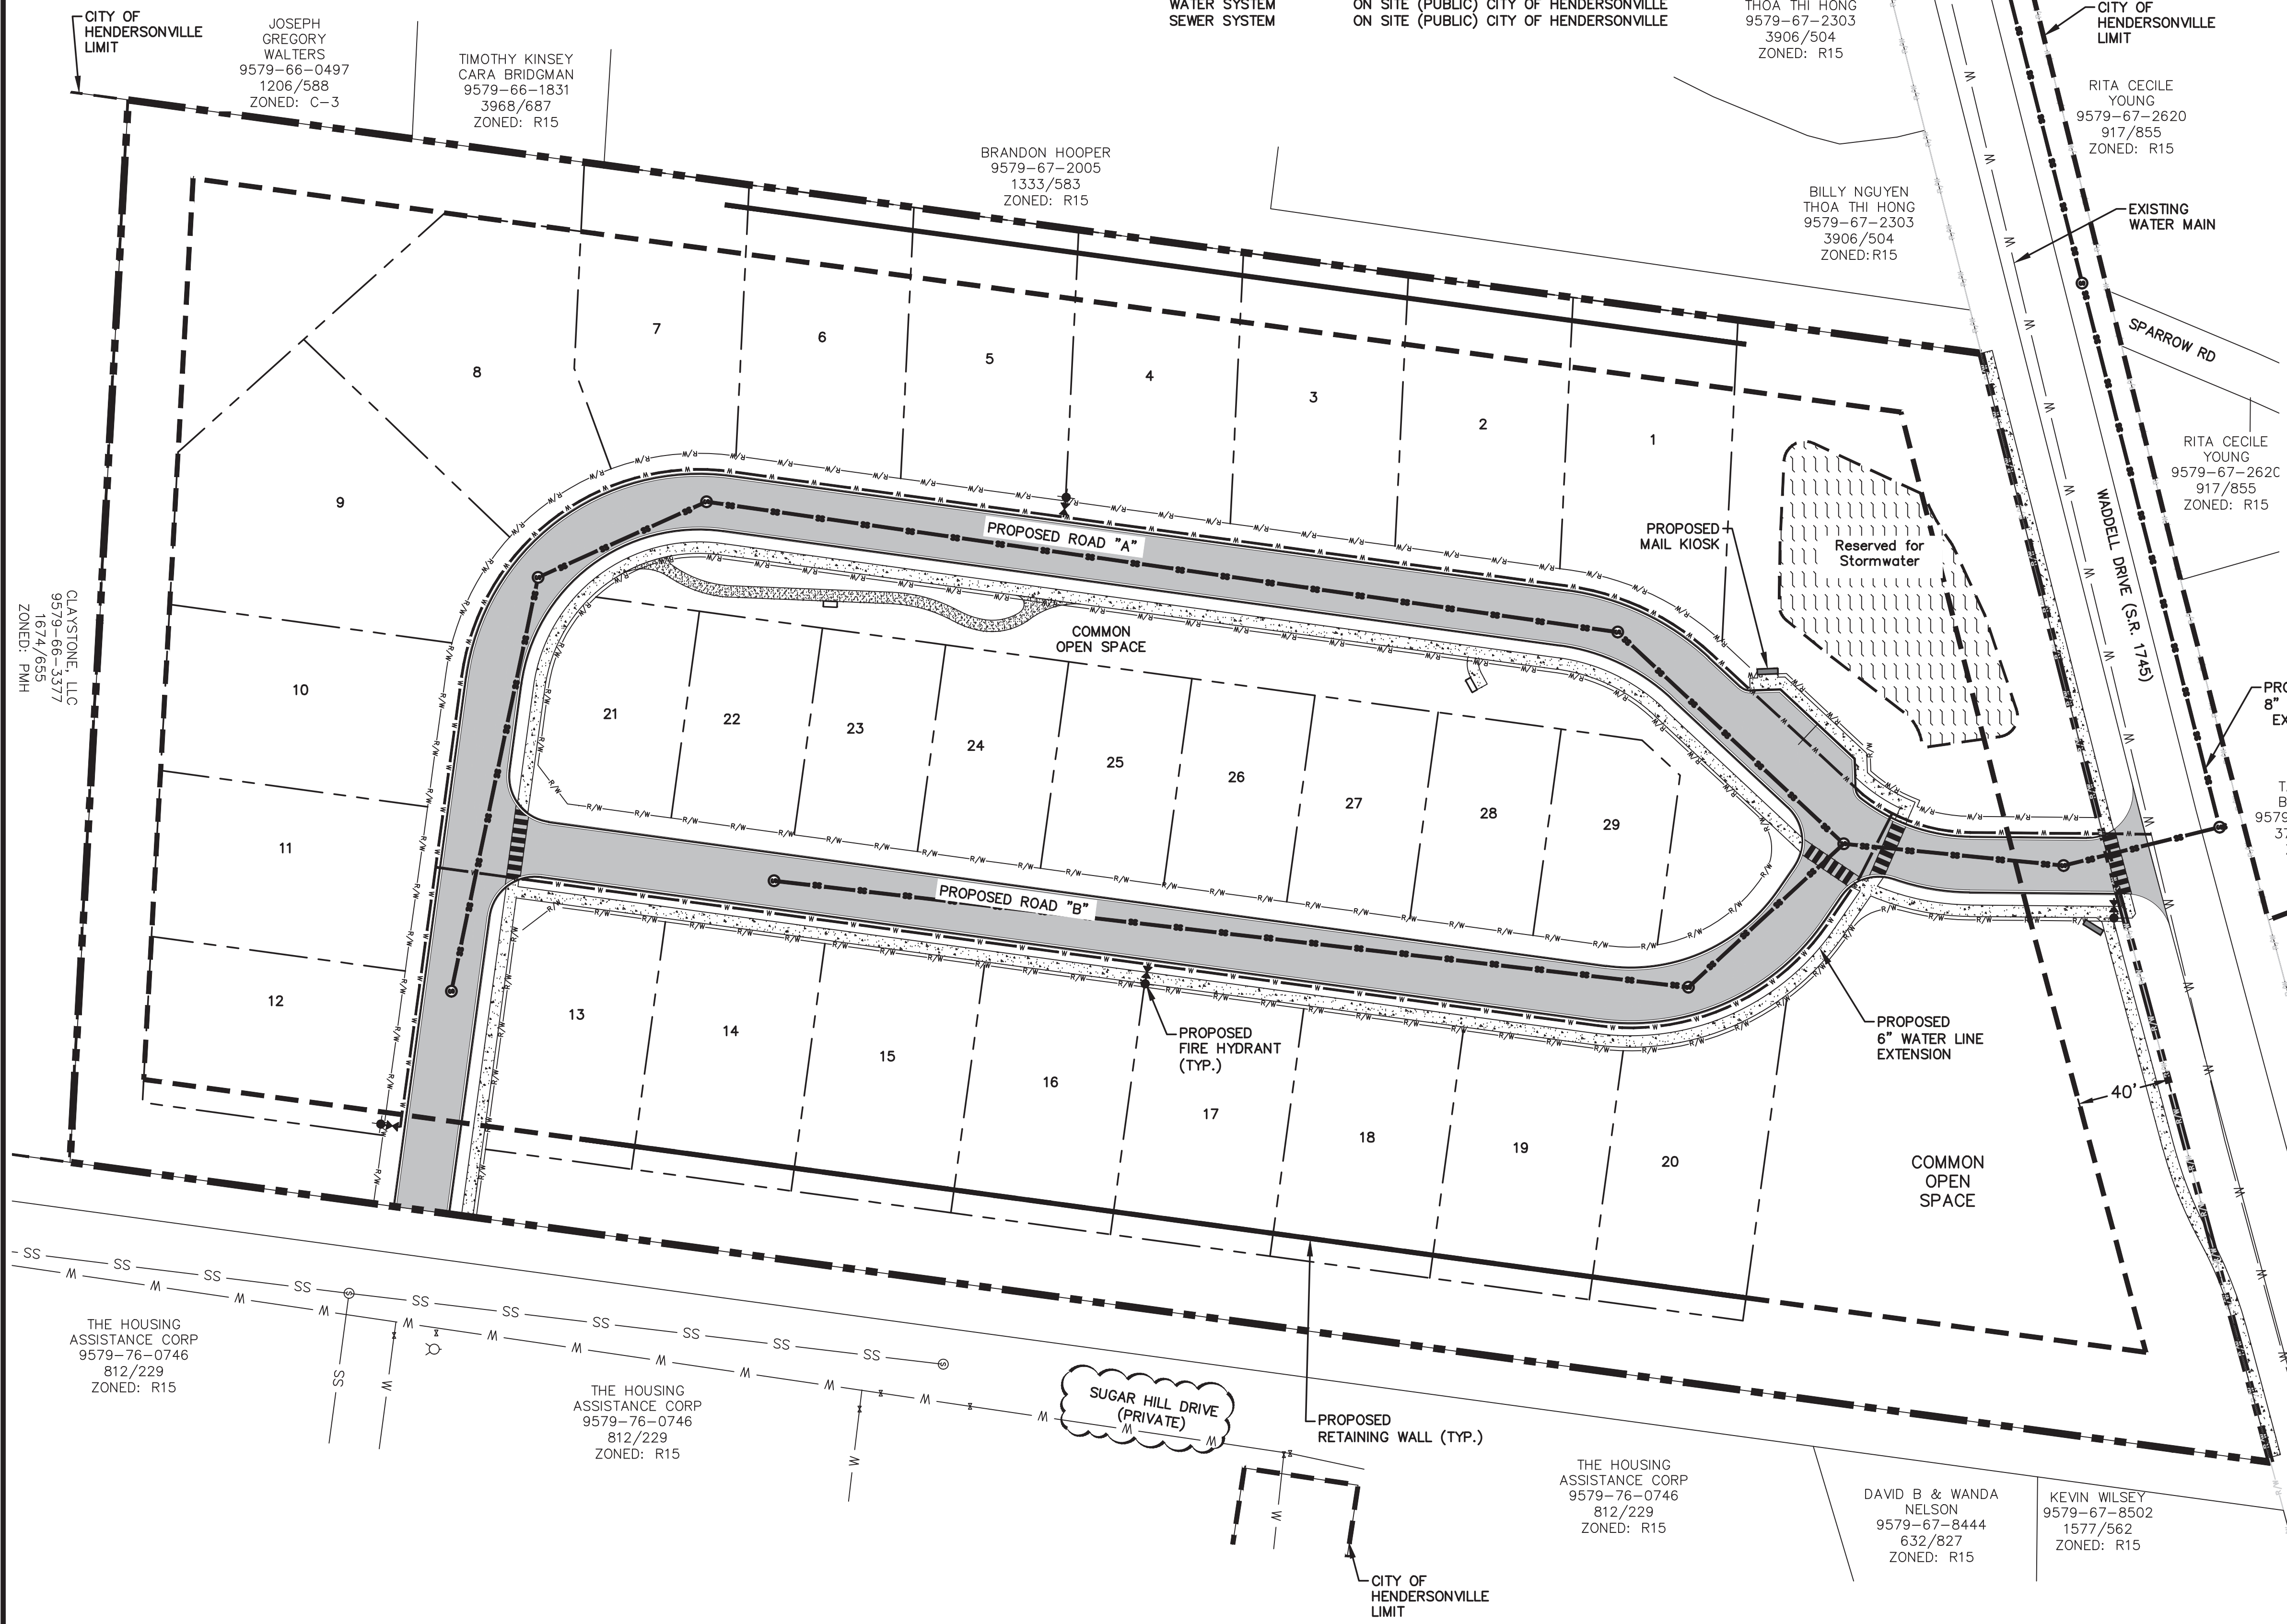 WATER SYSTEM ON SITE (PUBLIC) CITY OF HENDERSONVILLE
SEWER SYSTEM ON SITE (PUBLIC) CITY OF HENDERSONVILLE
CITY OF
HENDERSONVILLE
LIMIT
JOSEPH
GREGORY
WALTERS
9579-66-0497
1206/588
ZONED: C-3
TIMOTHY KINSEY
CARA BRIDGMAN
9579-66-1831
3968/687
ZONED: R15
BRANDON HOOPER
9579-67-2005
1333/583
ZONED: R15
THOA THI HONG
9579-67-2303
3906/504
ZONED: R15
CITY OF
HENDERSONVILLE
LIMIT
RITA CECILE
YOUNG
9579-67-2620
917/855
ZONED: R15
BILLY NGUYEN
THOA THI HONG
9579-67-2303
3906/504
ZONED:R15
EXISTING
WATER MAIN
SPARROW RD
RITA CECILE
YOUNG
9579-67-2620
917/855
ZONED: R15
WADDELL DRIVE (S.R. 1745)
7
6
5
4
3
2
1
8
9
PROPOSED ROAD "A"
PROPOSED
MAIL KIOSK
Reserved for
Stormwater
COMMON
OPEN SPACE
CLAYSTONE LLC
9579-66-3377
1674/655
ZONED: PMH
10
11
12
21
22
23
24
25
26
27
28
29
8"
PROPOSED ROAD "B"
13
14
15
16
17
18
19
20
PROPOSED
FIRE HYDRANT
(TYP.)
PROPOSED
6" WATER LINE
EXTENSION
40'
COMMON
OPEN
SPACE
THE HOUSING
ASSISTANCE CORP
9579-76-0746
812/229
ZONED: R15
THE HOUSING
ASSISTANCE CORP
9579-76-0746
812/229
ZONED: R15
SUGAR HILL DRIVE
(PRIVATE)
PROPOSED
RETAINING WALL (TYP.)
THE HOUSING
ASSISTANCE CORP
9579-76-0746
812/229
ZONED: R15
DAVID B & WANDA
NELSON
9579-67-8444
632/827
ZONED: R15
KEVIN WILSEY
9579-67-8502
1577/562
ZONED: R15
CITY OF
HENDERSONVILLE
LIMIT